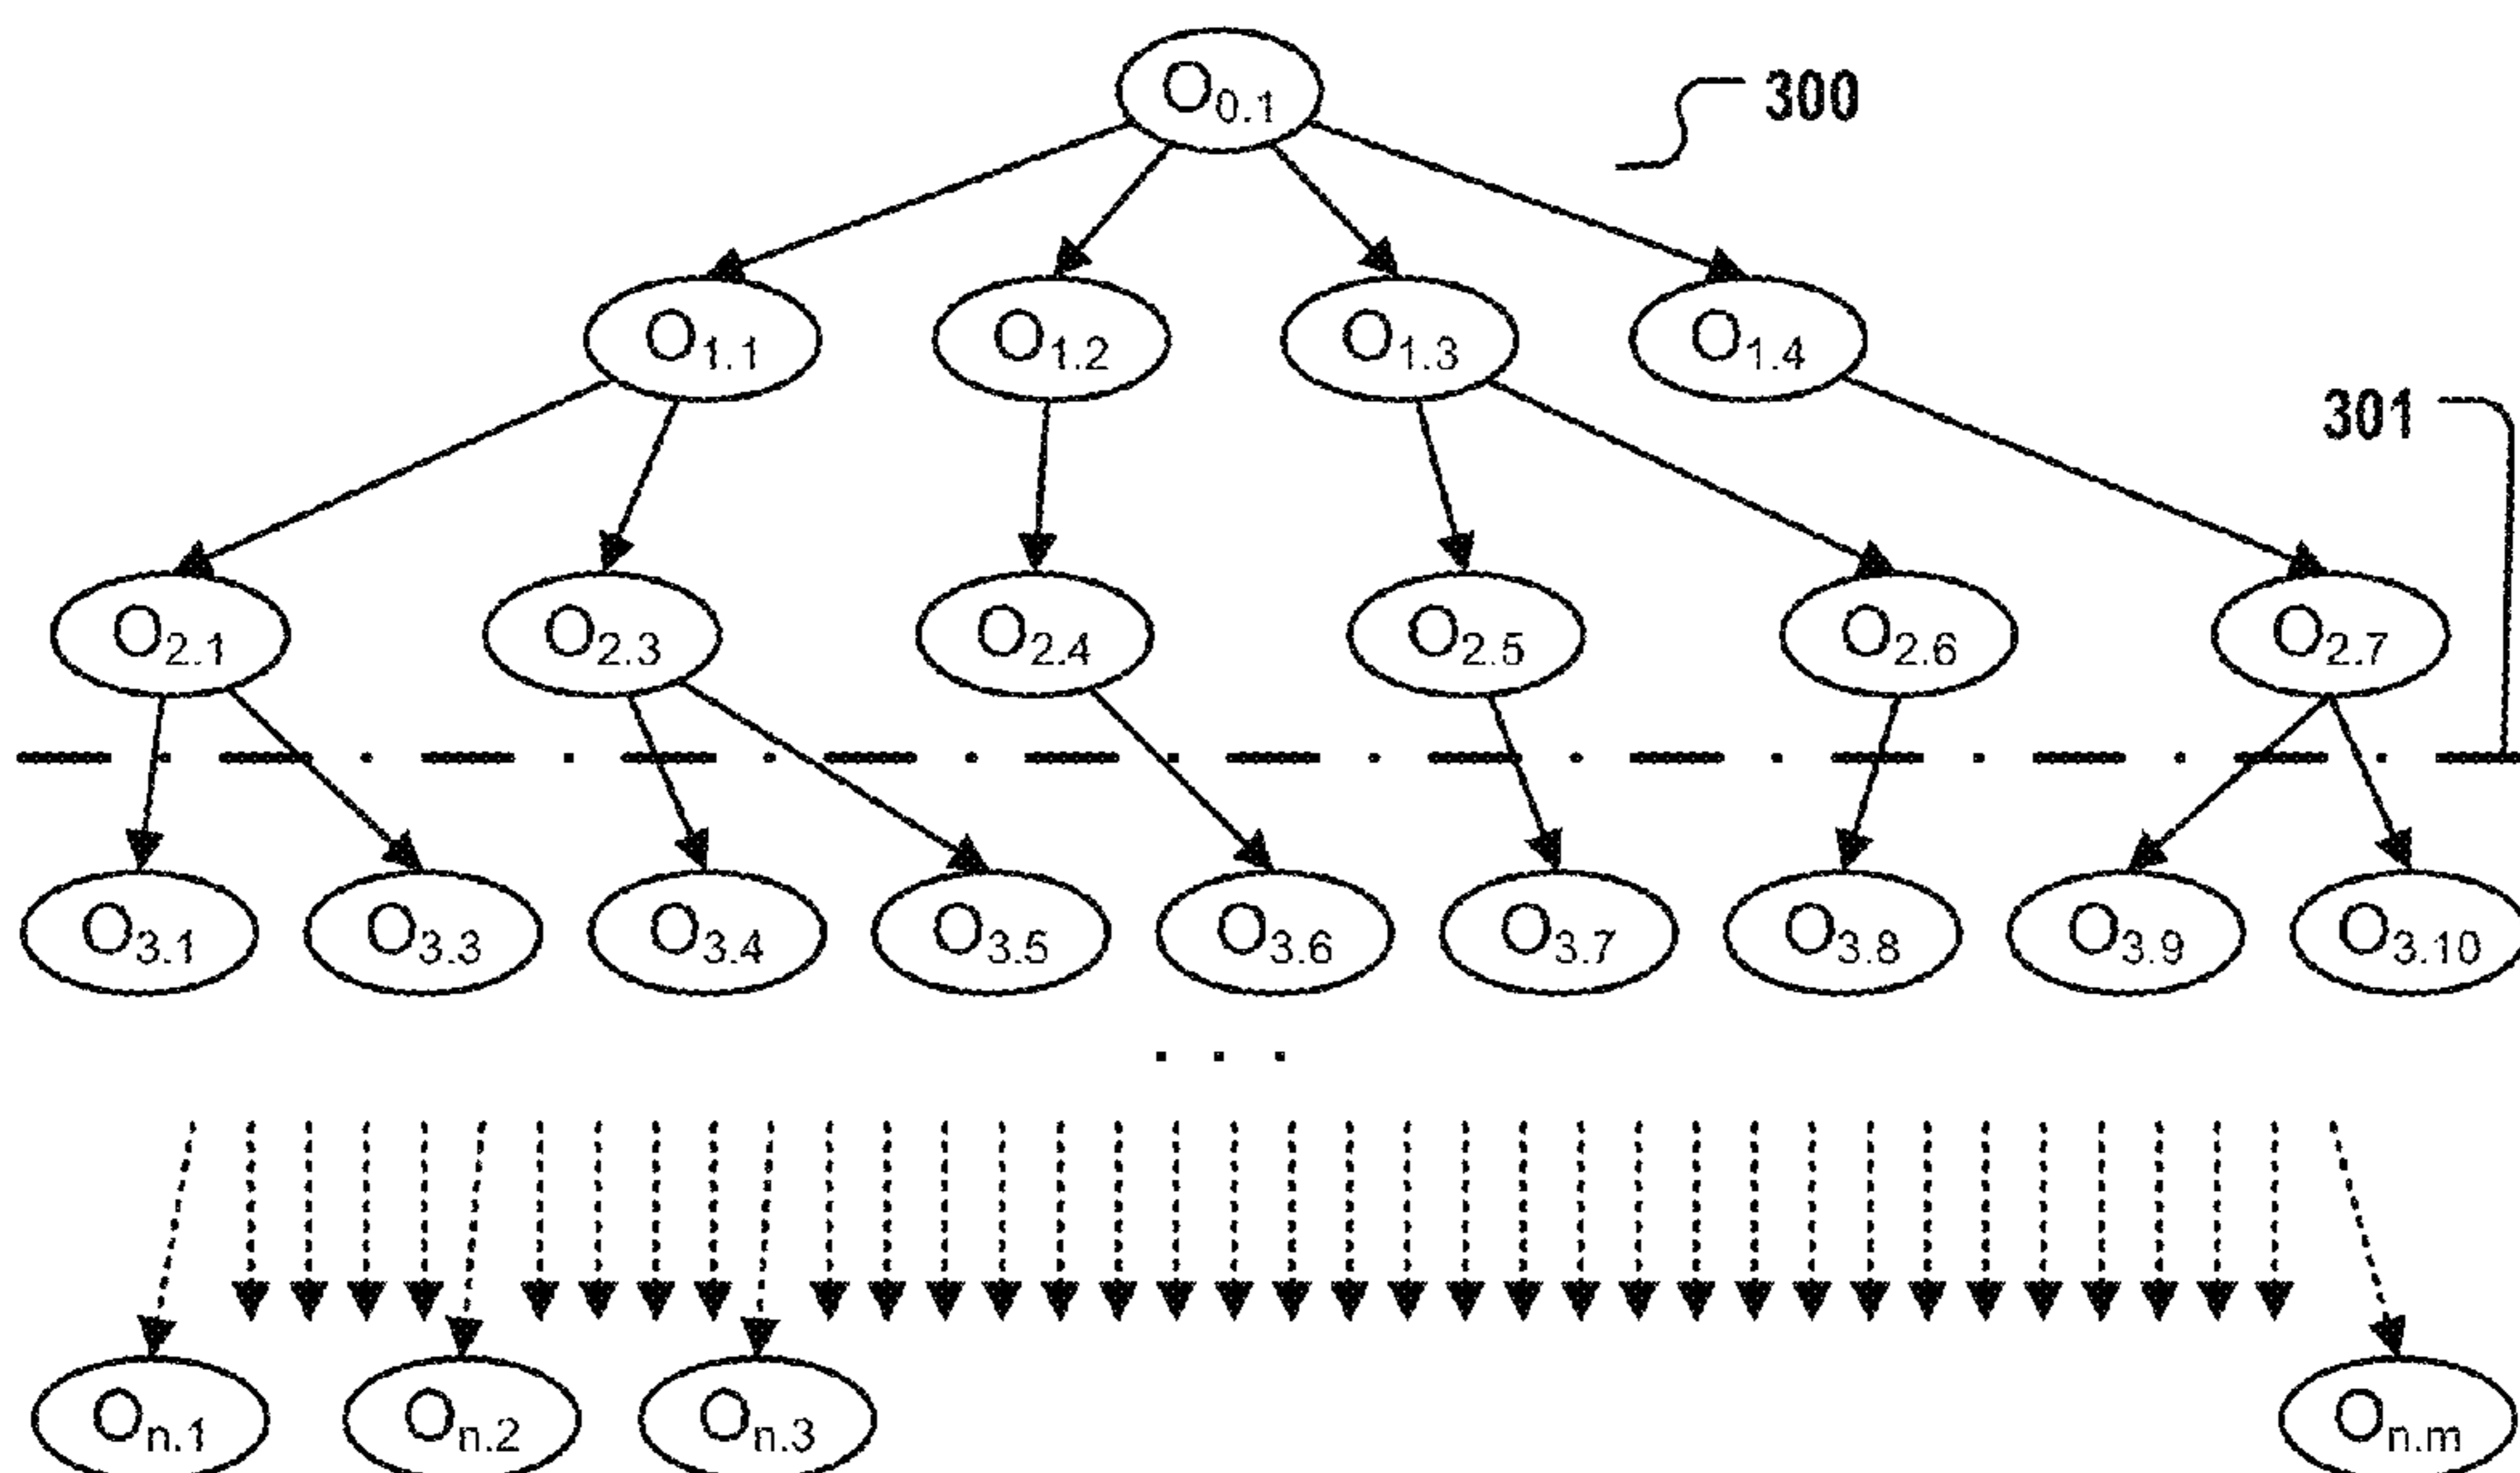 O0.1
300
O1.1 O1.2 O1.3 O1.4
301
O2.1 O2.3 O2.4 O2.5 O2.6 O2.7
O3.1 O3.3 O3.4 O3.5 O3.6 O3.7 O3.8 O3.9 O3.10
. . .
On.1 On.2 On.3 On.m